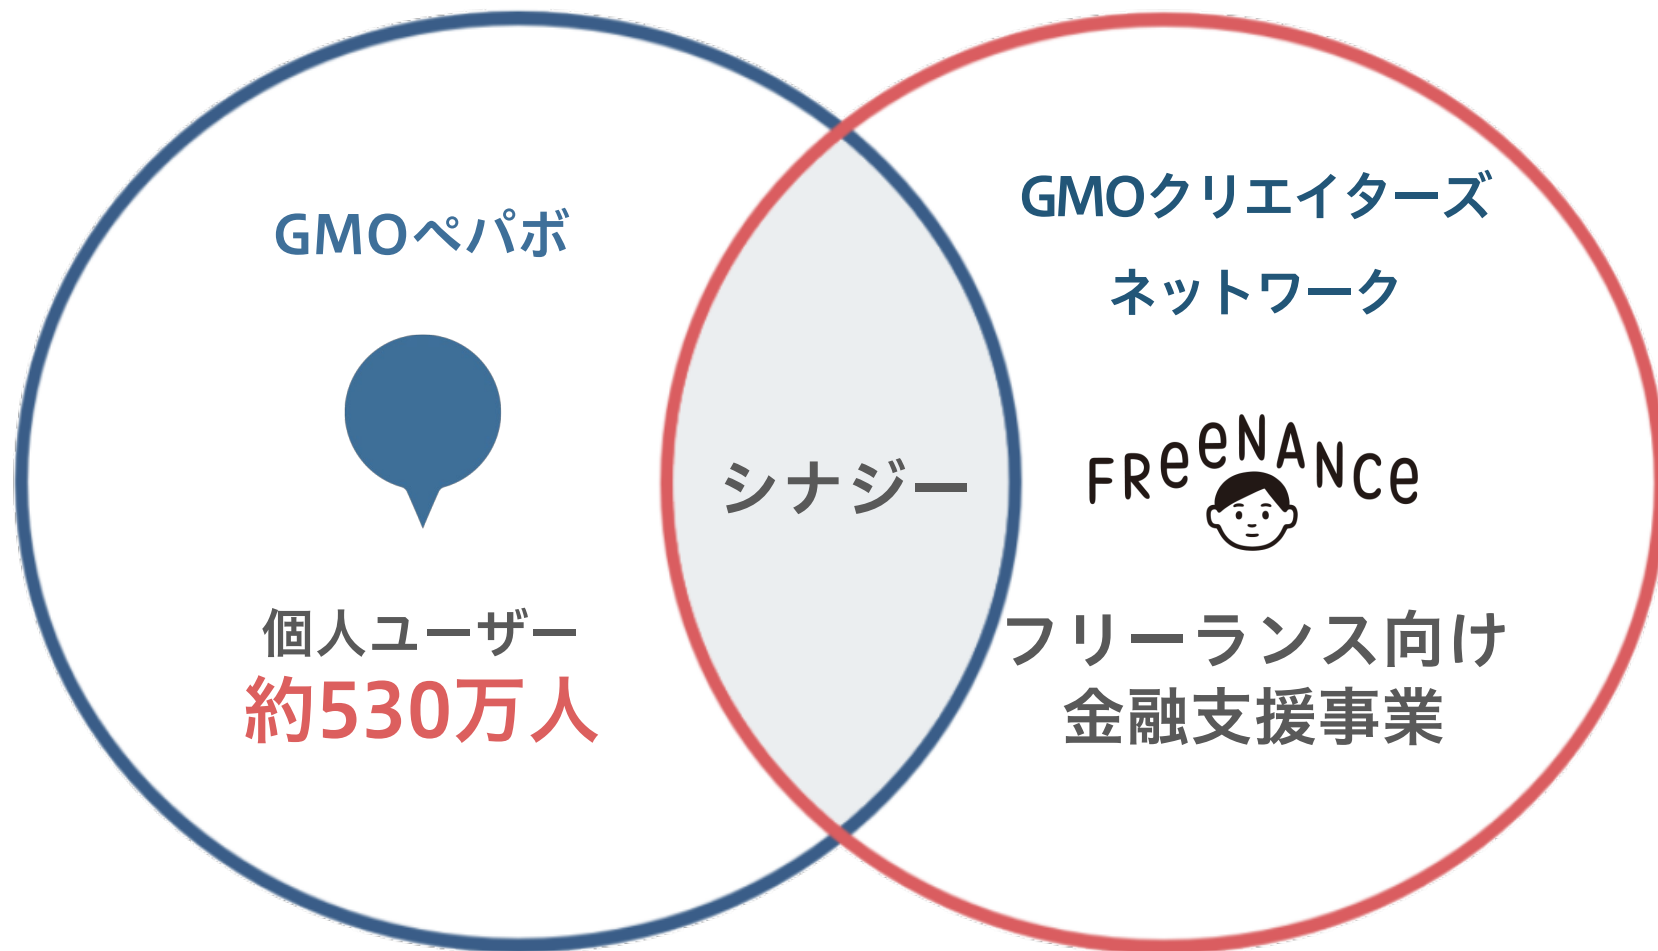 GMOペパボ
個人ユーザー
約530万人
シナジー
GMOクリエイターズ
ネットワーク
FReeNANce
フリーランス向け
金融支援事業